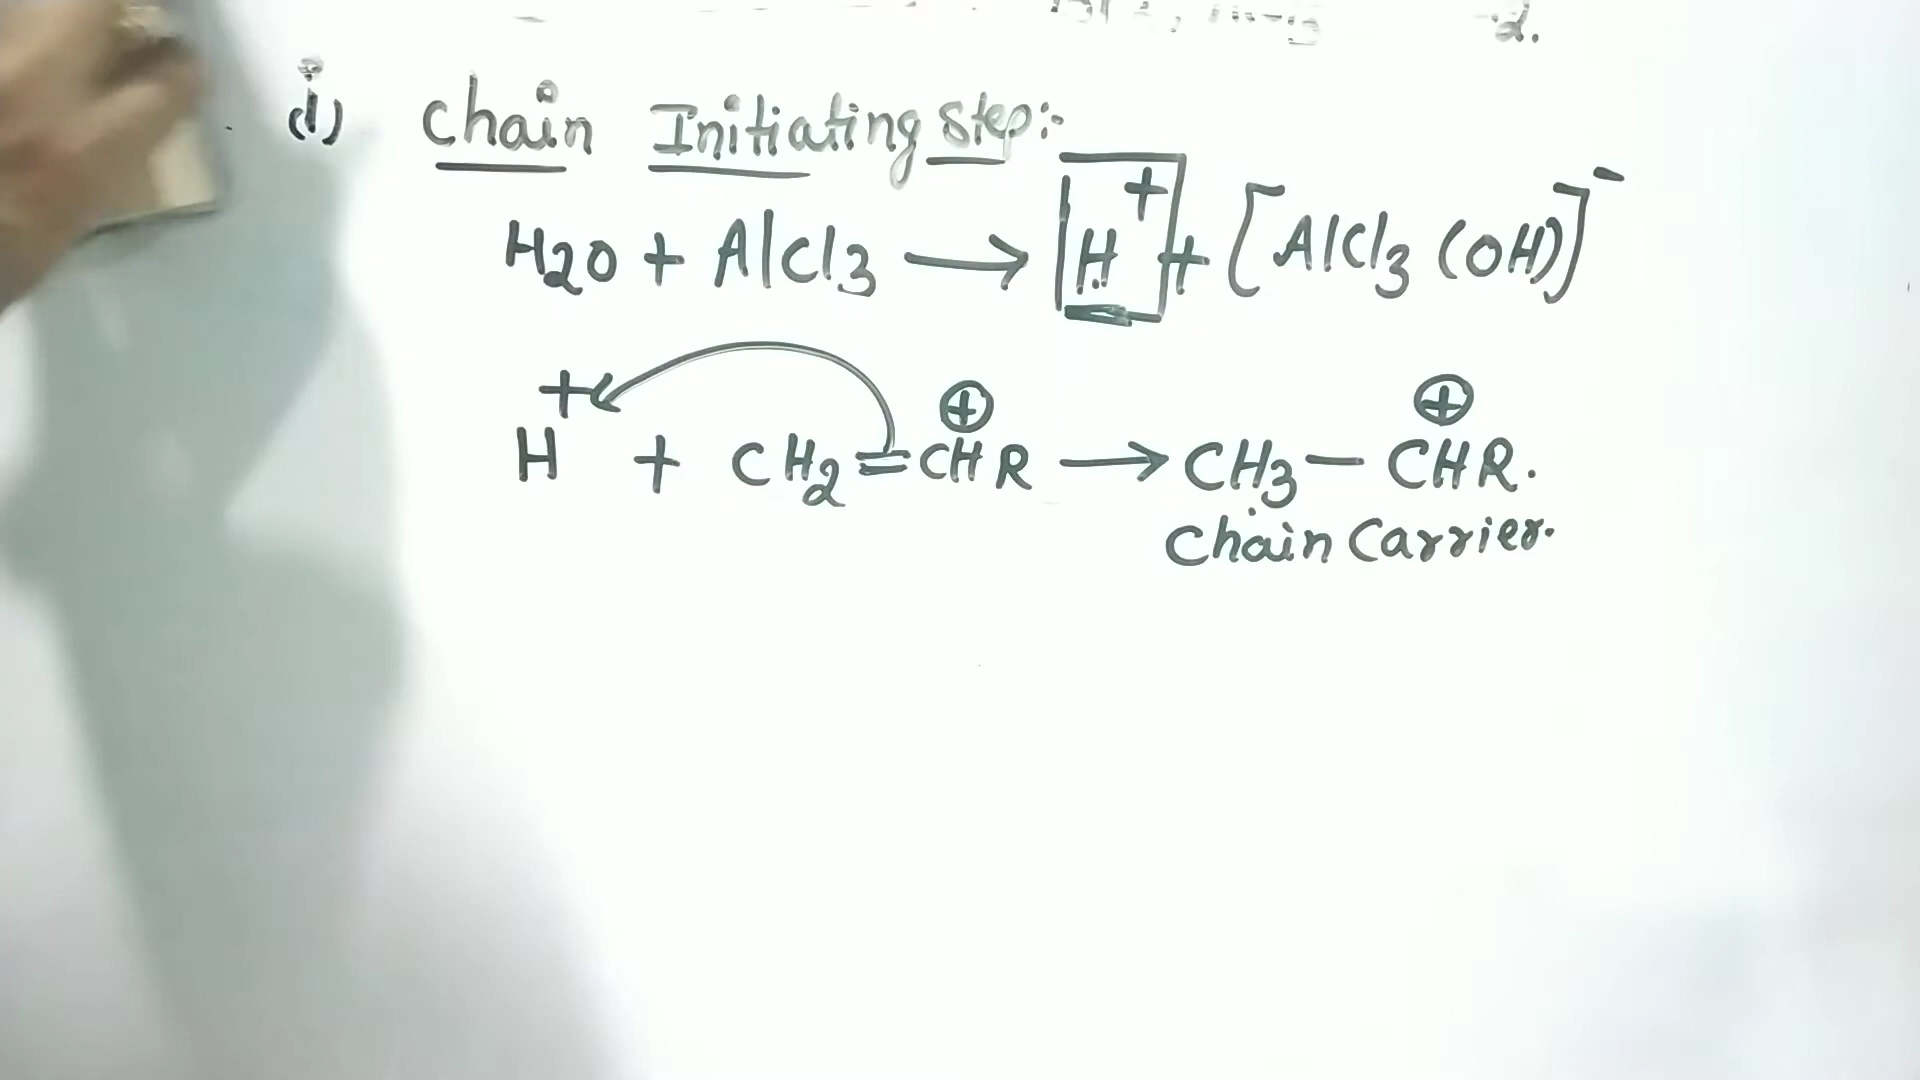 (i) Chain Initiating step:-
H2O + AlCl3 ⟶ H⁺ + [AlCl3 (OH)]⁻
H⁺ + CH2 = ⊕CHR ⟶ CH3 — ⊕CHR.
Chain Carrier.